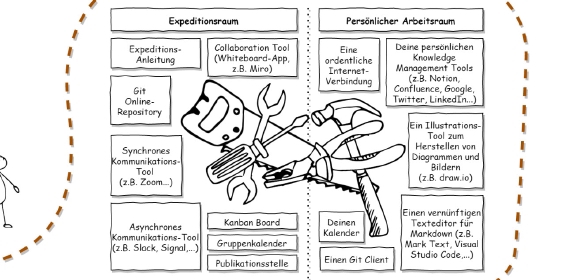 Expeditionsraum
Expeditions-
Anleitung
Collaboration Tool
(Whiteboard-App,
z.B. Miro)
Git
Online-
Repository
Synchrones
Kommunikations-
Tool
(z.B. Zoom...)
Asynchrones
Kommunikations-Tool
(z.B. Slack, Signal,...)
Kanban Board
Gruppenkalender
Publikationsstelle
Persönlicher Arbeitsraum
Eine
ordentliche
Internet-
Verbindung
Deine persönlichen
Knowledge
Management Tools
(z.B. Notion,
Confluence, Google,
Twitter, LinkedIn...)
Ein Illustrations-
Tool zum
Herstellen von
Diagrammen und
Bildern
(z.B. draw.io)
Deinen
Kalender
Einen Git Client
Einen vernünftigen
Texteditor für
Markdown (z.B.
Mark Text, Visual
Studio Code,...)